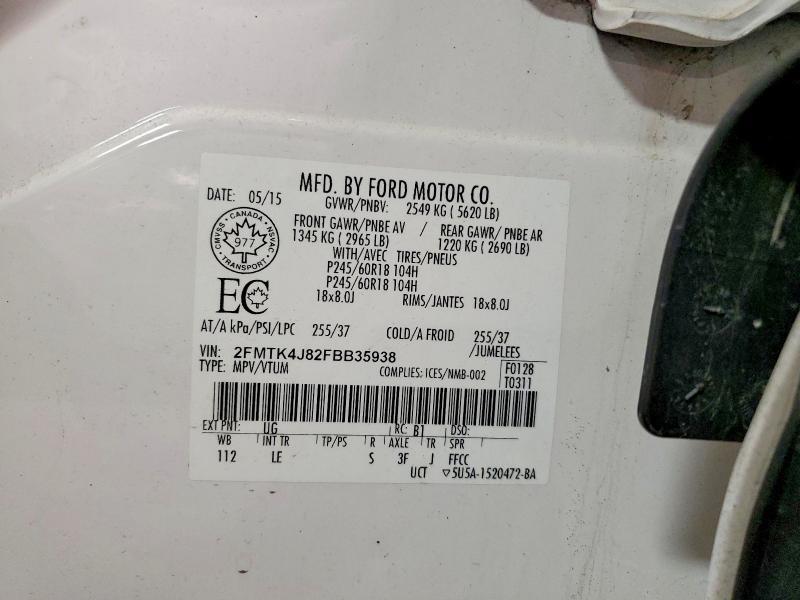 MFD. BY FORD MOTOR CO.
DATE: 05/15
GVWR/PNBV: 2549 KG ( 5620 LB)
FRONT GAWR/PNBE AV / REAR GAWR/ PNBE AR
1345 KG ( 2965 LB) 1220 KG ( 2690 LB)
WITH/AVEC TIRES/PNEUS
P245/60R18 104H
P245/60R18 104H
18x8.0J RIMS/JANTES 18x8.0J
CMVSS • CANADA • NSVAC
977
• TRANSPORT •
EC
AT/A kPa/PSI/LPC 255/37 COLD/A FROID 255/37
/JUMELEES
VIN: 2FMTK4J82FBB35938
TYPE: MPV/VTUM COMPLIES: ICES/NMB-002
F0128
T0311
EXT PNT: UG RC: B1 DSO:
WB INT TR TP/PS R AXLE TR SPR
112 LE S 3F J FFCC
UCT ▽5U5A-1520472-BA